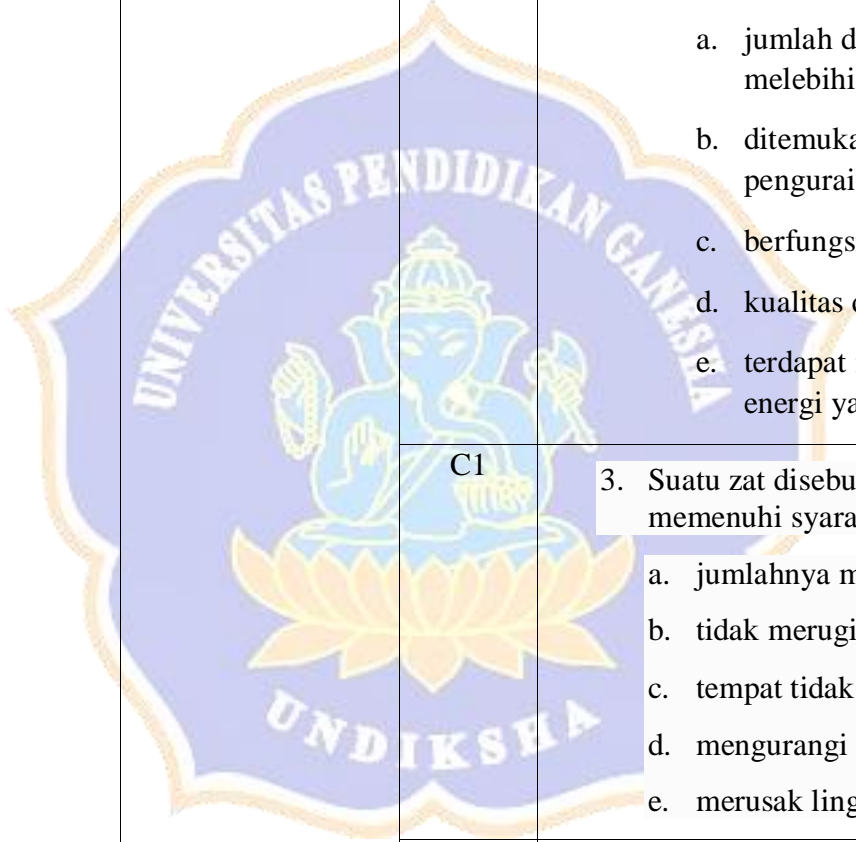 a. jumlah d
melebihi
b. ditemuka
pengurai
c. berfungs
d. kualitas
e. terdapat
energi ya
UNIVERSITAS PENDIDIKAN GANESHA
C1
3. Suatu zat disebu
memenuhi syara
a. jumlahnya m
b. tidak merugi
c. tempat tidak
d. mengurangi
e. merusak ling
UNDIKSHA